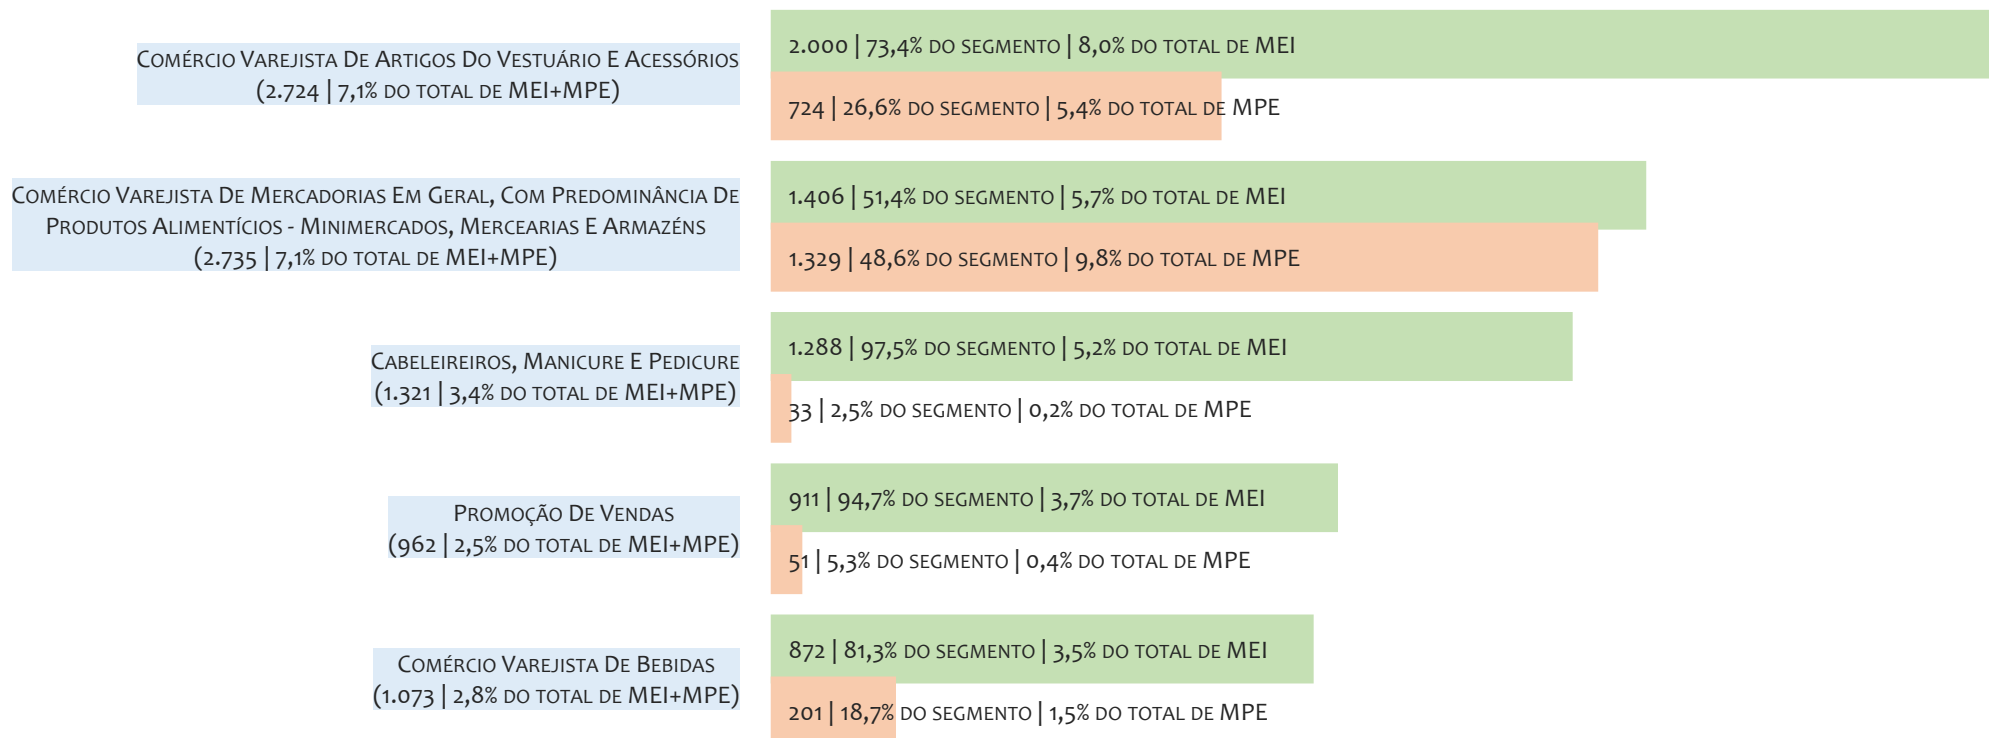 Comércio Varejista De Artigos Do Vestuário E Acessórios
(2.724 | 7,1% do total de MEI+MPE)
2.000 | 73,4% do segmento | 8,0% do total de MEI
724 | 26,6% do segmento | 5,4% do total de MPE
Comércio Varejista De Mercadorias Em Geral, Com Predominância De
Produtos Alimentícios - Minimercados, Mercearias E Armazéns
(2.735 | 7,1% do total de MEI+MPE)
1.406 | 51,4% do segmento | 5,7% do total de MEI
1.329 | 48,6% do segmento | 9,8% do total de MPE
Cabeleireiros, Manicure E Pedicure
(1.321 | 3,4% do total de MEI+MPE)
1.288 | 97,5% do segmento | 5,2% do total de MEI
33 | 2,5% do segmento | 0,2% do total de MPE
Promoção De Vendas
(962 | 2,5% do total de MEI+MPE)
911 | 94,7% do segmento | 3,7% do total de MEI
51 | 5,3% do segmento | 0,4% do total de MPE
Comércio Varejista De Bebidas
(1.073 | 2,8% do total de MEI+MPE)
872 | 81,3% do segmento | 3,5% do total de MEI
201 | 18,7% do segmento | 1,5% do total de MPE